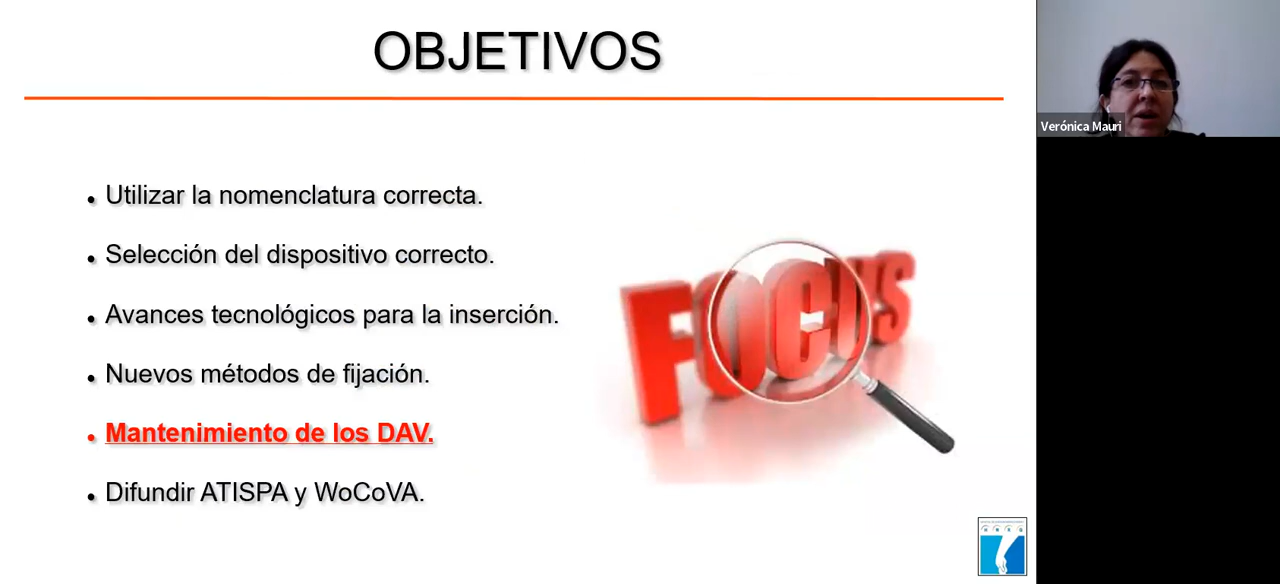 OBJETIVOS
Verónica Mauri
Utilizar la nomenclatura correcta.
Selección del dispositivo correcto.
Avances tecnológicos para la inserción.
Nuevos métodos de fijación.
Mantenimiento de los DAV.
Difundir ATISPA y WoCoVA.
FOCUS